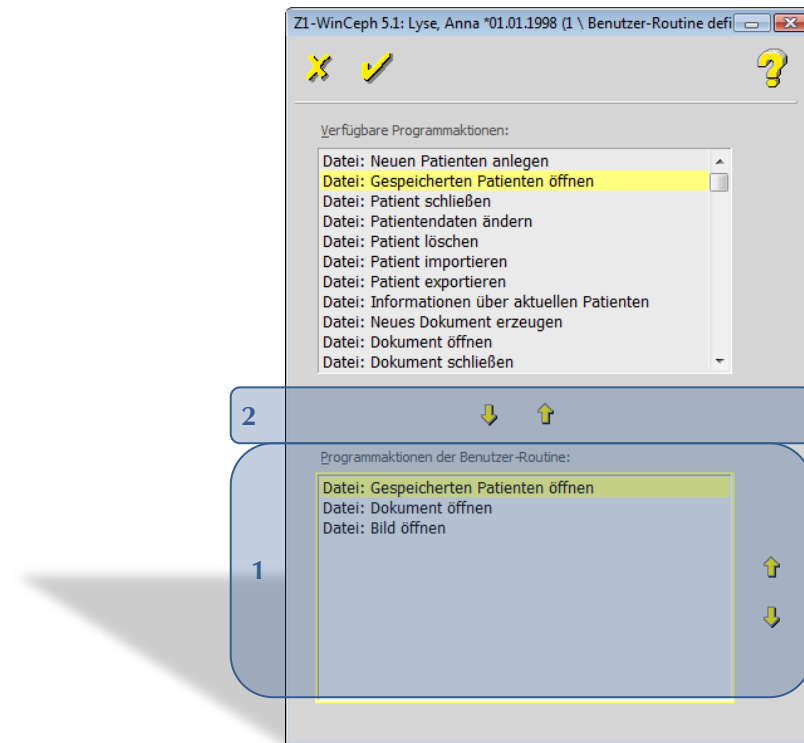 Z1-WinCeph 5.1: Lyse, Anna *01.01.1998 (1 \ Benutzer-Routine defi
Verfügbare Programmaktionen:
Datei: Neuen Patienten anlegen
Datei: Gespeicherten Patienten öffnen
Datei: Patient schließen
Datei: Patientendaten ändern
Datei: Patient löschen
Datei: Patient importieren
Datei: Patient exportieren
Datei: Informationen über aktuellen Patienten
Datei: Neues Dokument erzeugen
Datei: Dokument öffnen
Datei: Dokument schließen
2
Programmaktionen der Benutzer-Routine:
Datei: Gespeicherten Patienten öffnen
Datei: Dokument öffnen
Datei: Bild öffnen
1